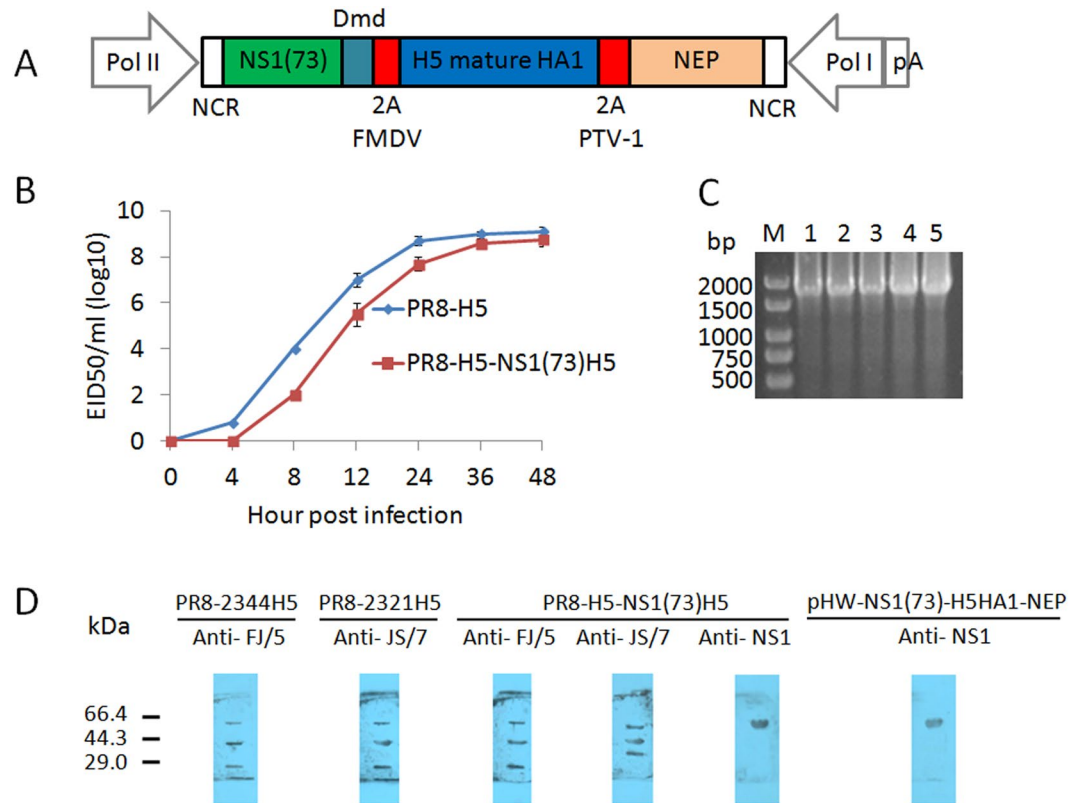 A
Pol II
Dmd
NS1(73)
H5 mature HA1
NEP
Pol I
pA
NCR
2A
2A
NCR
FMDV
PTV-1
B
EID50/ml (log10)
10
8
6
4
2
0
PR8-H5
PR8-H5-NS1(73)H5
0 4 8 12 24 36 48
Hour post infection
C
bp M 1 2 3 4 5
2000
1500
1000
750
500
D
kDa
PR8-2344H5 PR8-2321H5 PR8-H5-NS1(73)H5 pHW-NS1(73)-H5HA1-NEP
Anti- FJ/5 Anti- JS/7 Anti- FJ/5 Anti- JS/7 Anti- NS1 Anti- NS1
66.4
44.3
29.0